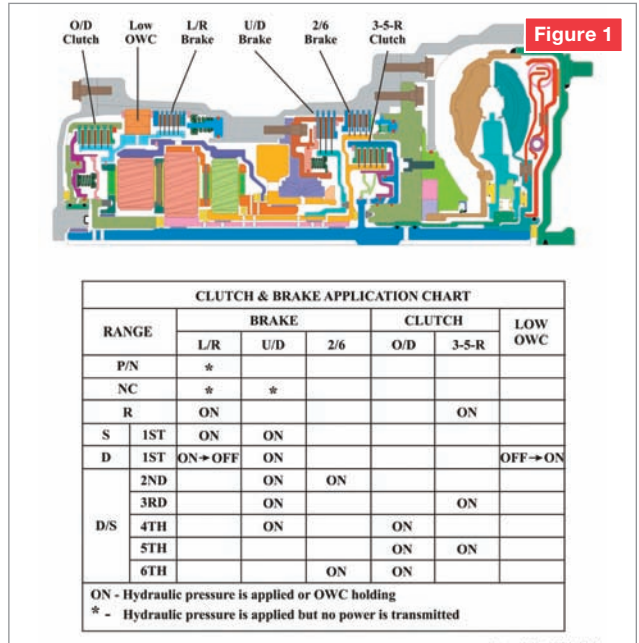 O/D Clutch
Low OWC
L/R Brake
U/D Brake
2/6 Brake
3-5-R Clutch
Figure 1
CLUTCH & BRAKE APPLICATION CHART
RANGE BRAKE CLUTCH LOW OWC
L/R U/D 2/6 O/D 3-5-R
P/N *
NC * *
R ON ON
S 1ST ON ON
D 1ST ON→OFF ON OFF→ON
D/S
2ND ON ON
3RD ON ON
4TH ON ON
5TH ON ON
6TH ON ON
ON - Hydraulic pressure is applied or OWC holding
* - Hydraulic pressure is applied but no power is transmitted